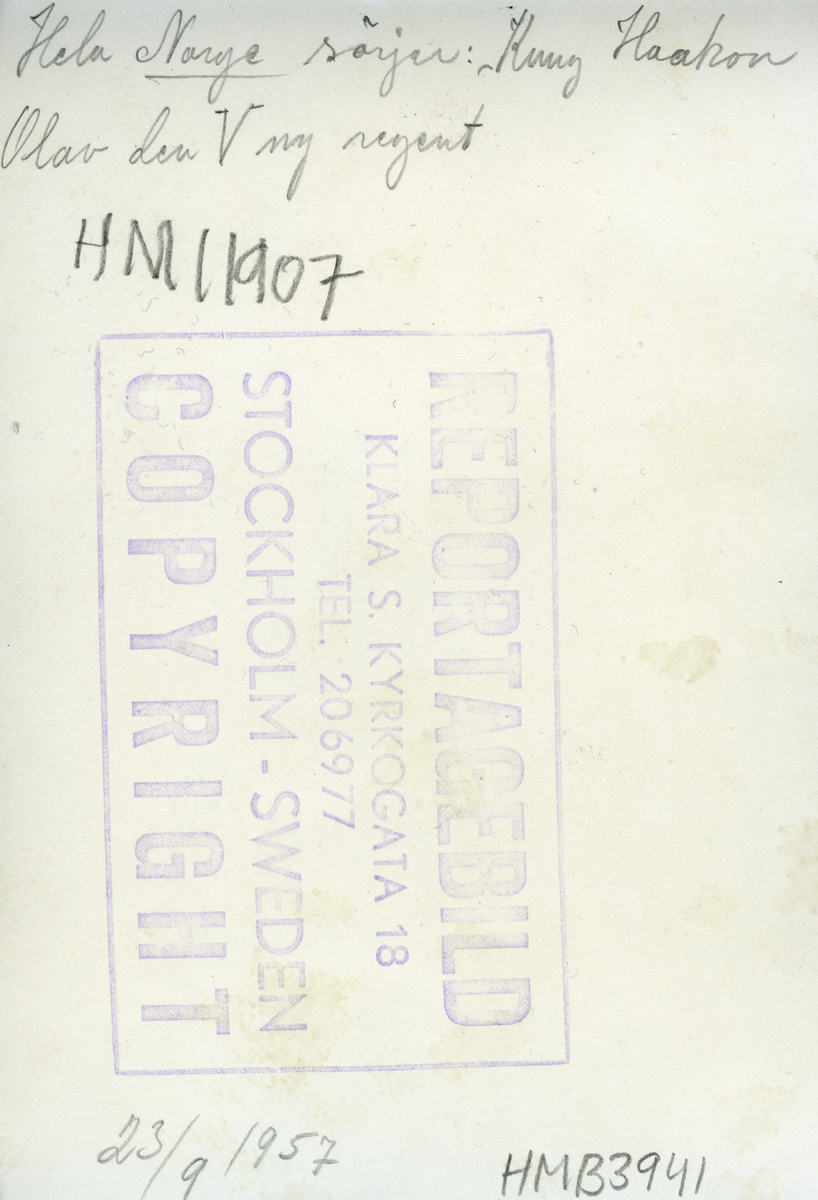 Hela Norge sörjer: Kung Haakon
Olav den V ny regent
HM11907
REPORTAGEBILD
KLARA S. KYRKOGATA 18
TEL. 206977
STOCKHOLM - SWEDEN
COPYRIGHT
23/9 1957
HMB3941